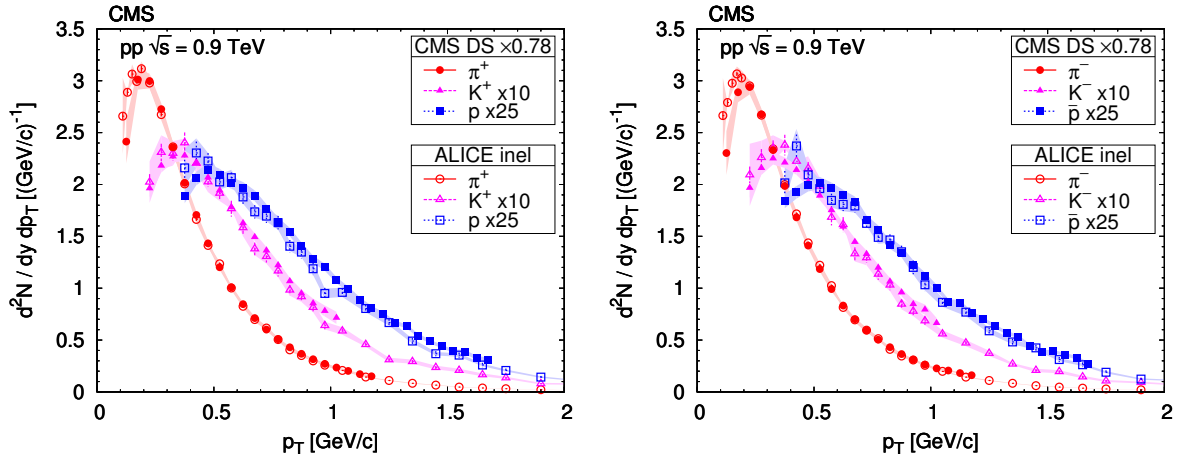 CMS
pp √s = 0.9 TeV
CMS DS ×0.78
π⁺
K⁺ x10
p x25
ALICE inel
π⁺
K⁺ x10
p x25
d²N / dy dp_T [(GeV/c)⁻¹]
3.5
3
2.5
2
1.5
1
0.5
0
0 0.5 1 1.5 2
p_T [GeV/c]
CMS
pp √s = 0.9 TeV
CMS DS ×0.78
π⁻
K⁻ x10
p̄ x25
ALICE inel
π⁻
K⁻ x10
p̄ x25
d²N / dy dp_T [(GeV/c)⁻¹]
3.5
3
2.5
2
1.5
1
0.5
0
0 0.5 1 1.5 2
p_T [GeV/c]